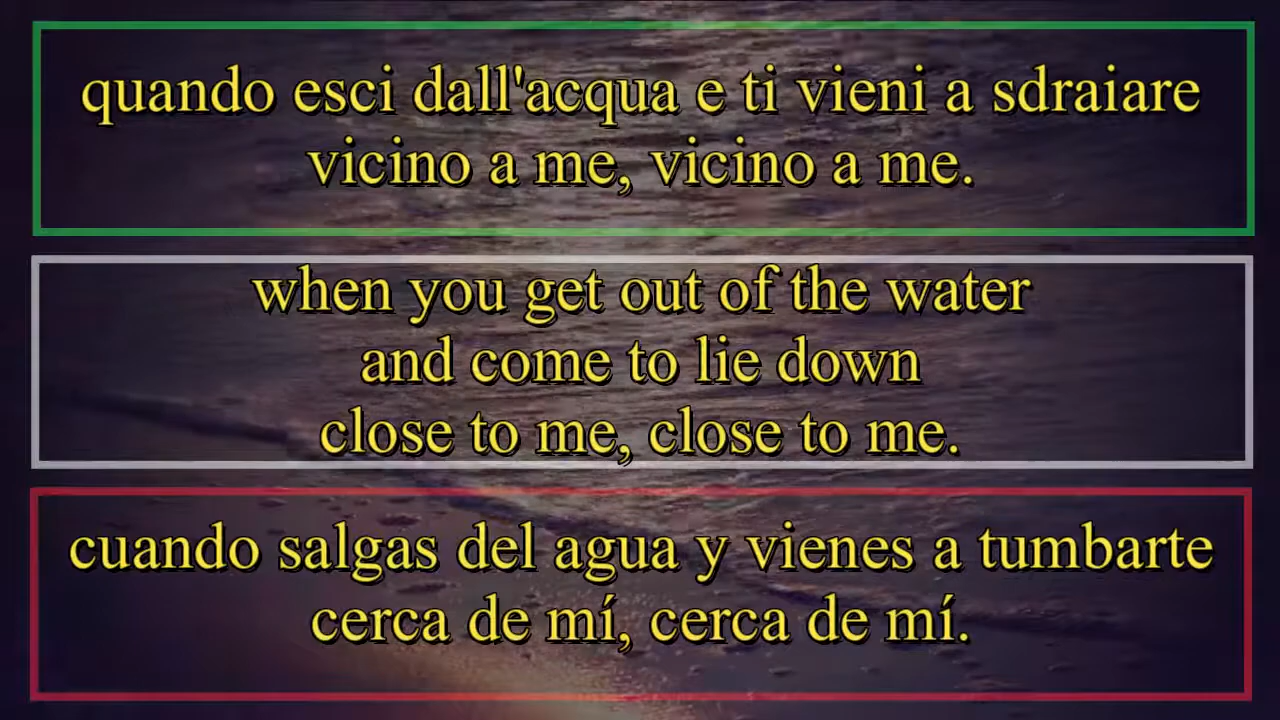 quando esci dall'acqua e ti vieni a sdraiare
vicino a me, vicino a me.
when you get out of the water
and come to lie down
close to me, close to me.
cuando salgas del agua y vienes a tumbarte
cerca de mí, cerca de mí.